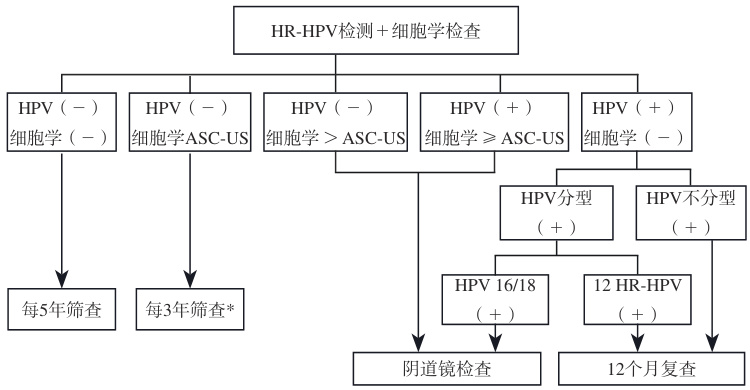 HR-HPV检测＋细胞学检查
HPV（－）
细胞学（－）
HPV（－）
细胞学ASC-US
HPV（－）
细胞学＞ASC-US
HPV（＋）
细胞学≥ASC-US
HPV（＋）
细胞学（－）
HPV分型
（＋）
HPV不分型
（＋）
HPV 16/18
（＋）
12 HR-HPV
（＋）
每5年筛查
每3年筛查*
阴道镜检查
12个月复查